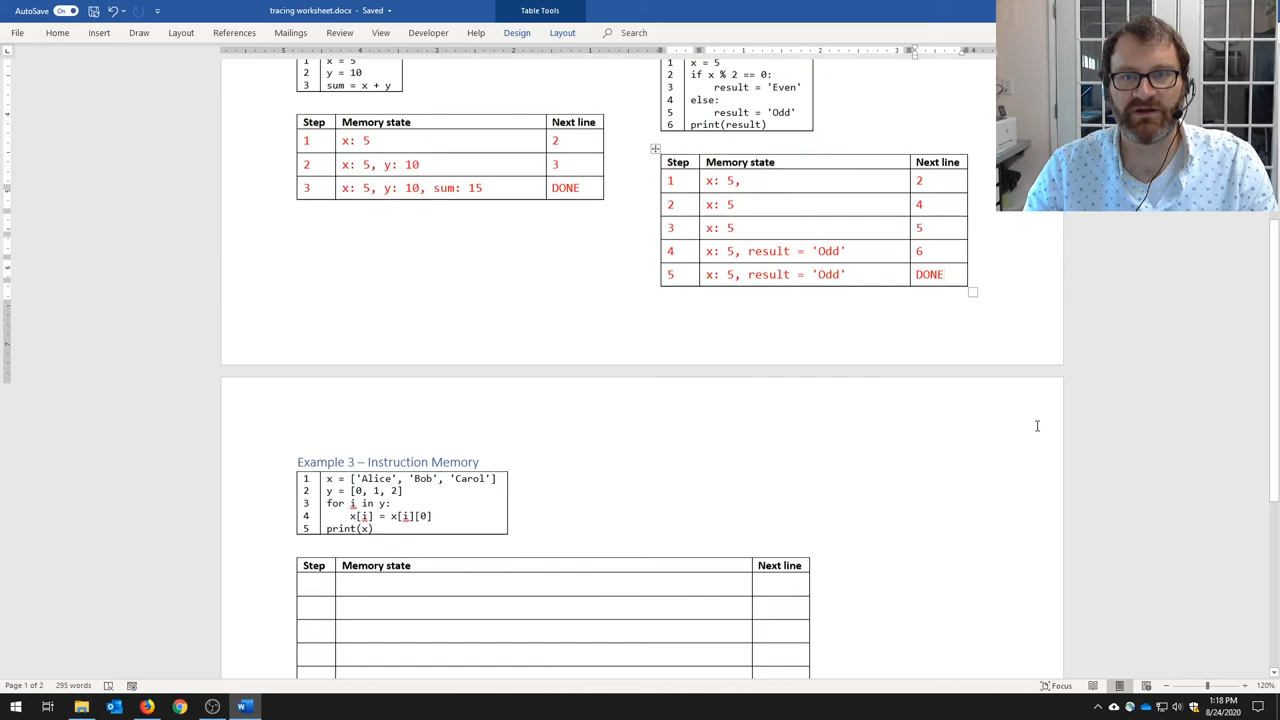 AutoSave On
tracing worksheet.docx - Saved
Table Tools
File Home Insert Draw Layout References Mailings Review View Developer Help Design Layout Search
1 x = 5
2 y = 10
3 sum = x + y
Step Memory state Next line
1 x: 5 2
2 x: 5, y: 10 3
3 x: 5, y: 10, sum: 15 DONE
1 x = 5
2 if x % 2 == 0:
3 result = 'Even'
4 else:
5 result = 'Odd'
6 print(result)
Step Memory state Next line
1 x: 5, 2
2 x: 5 4
3 x: 5 5
4 x: 5, result = 'Odd' 6
5 x: 5, result = 'Odd' DONE
Example 3 – Instruction Memory
1 x = ['Alice', 'Bob', 'Carol']
2 y = [0, 1, 2]
3 for i in y:
4 x[i] = x[i][0]
5 print(x)
Step Memory state Next line
Page 1 of 2 295 words
Focus
120%
1:18 PM
8/24/2020